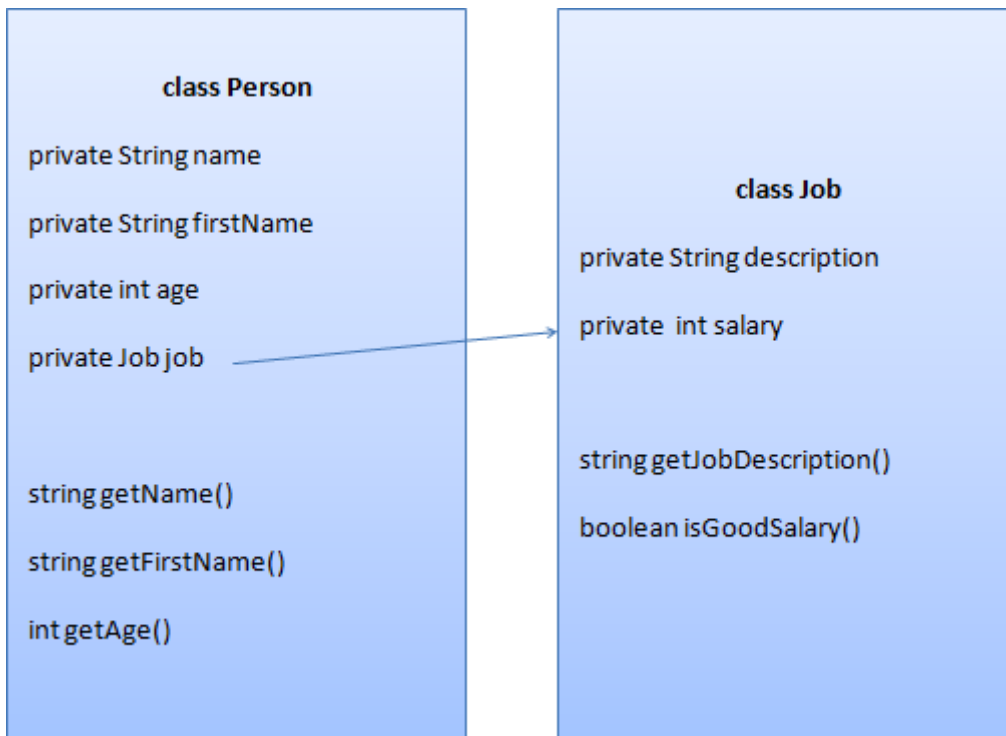 class Person
private String name
private String firstName
private int age
private Job job
string getName()
string getFirstName()
int getAge()
class Job
private String description
private int salary
string getJobDescription()
boolean isGoodSalary()